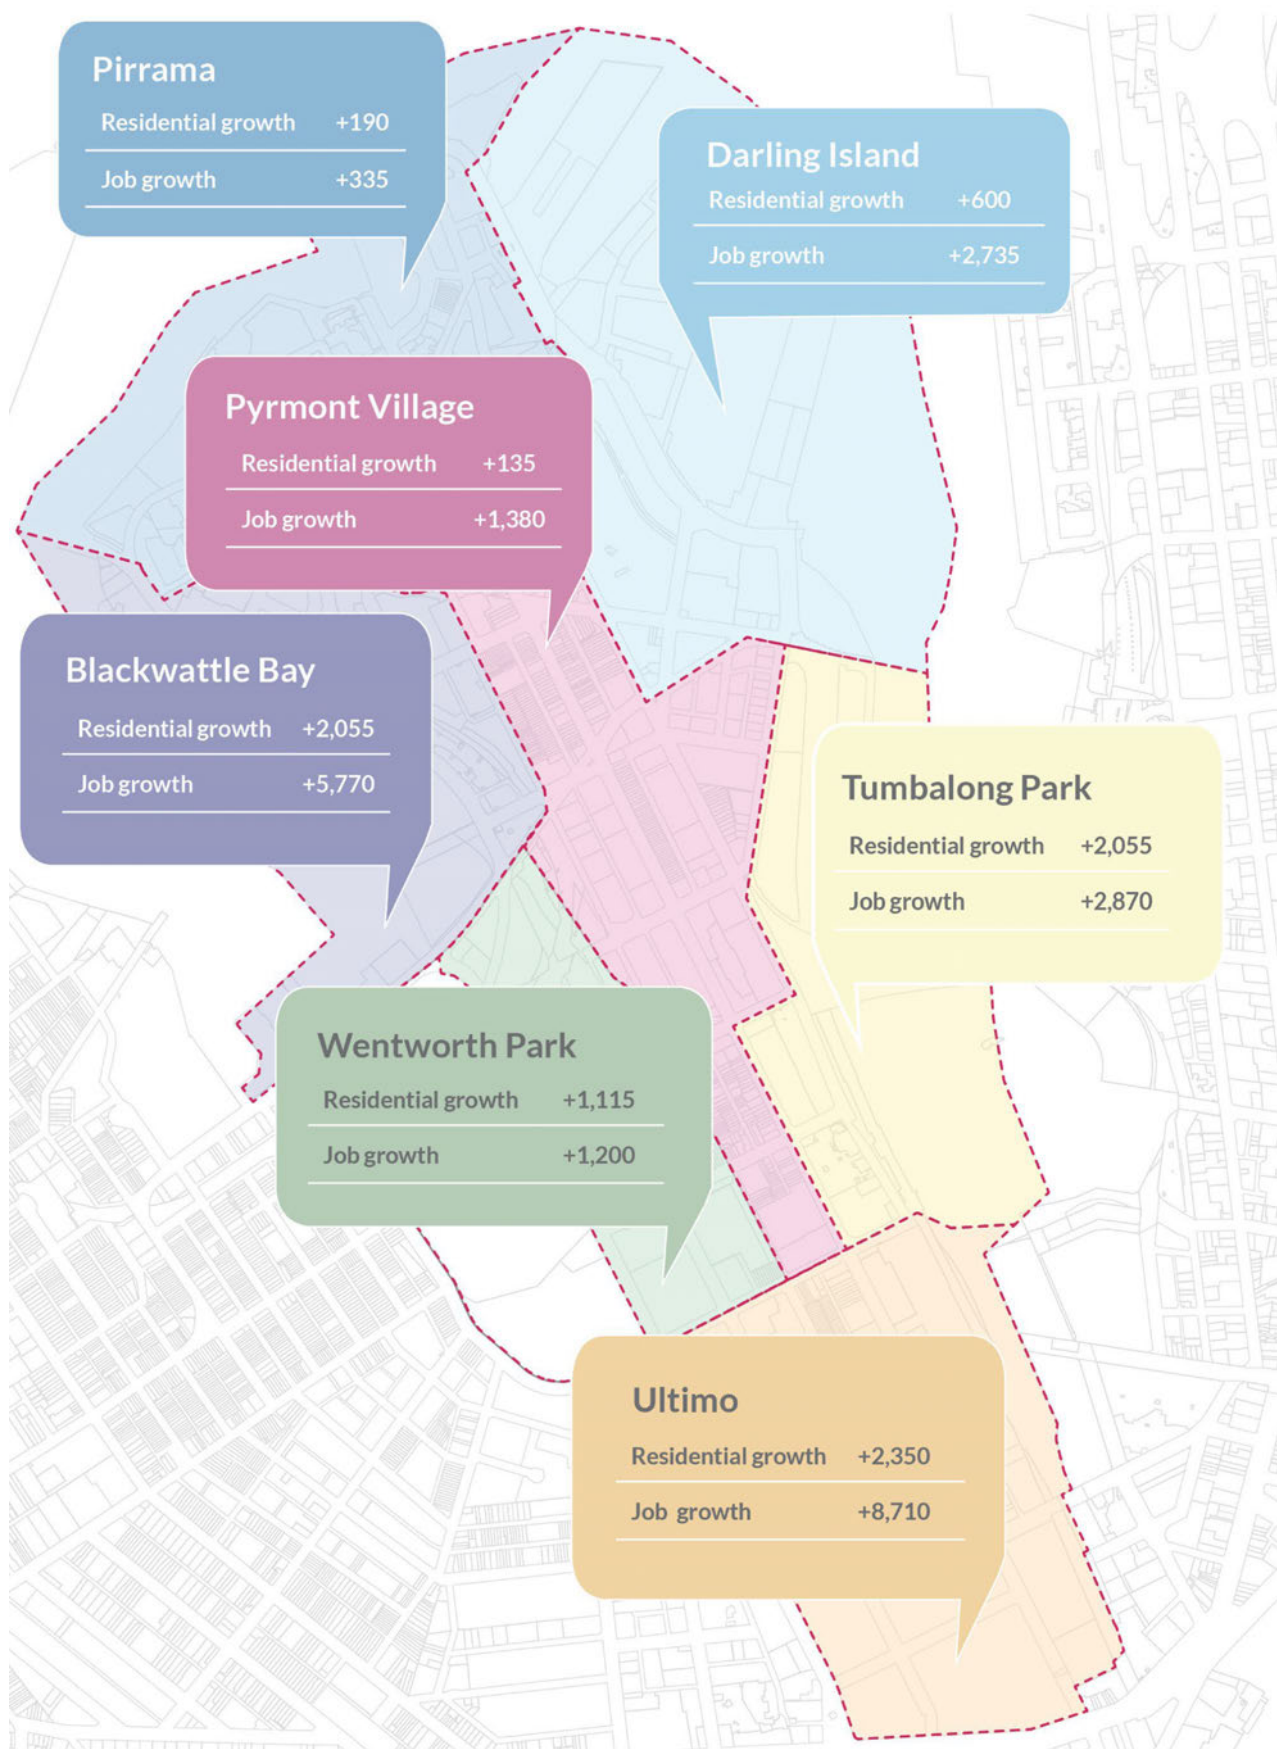 Pirrama
Residential growth +190
Job growth +335
Darling Island
Residential growth +600
Job growth +2,735
Pyrmont Village
Residential growth +135
Job growth +1,380
Blackwattle Bay
Residential growth +2,055
Job growth +5,770
Tumbalong Park
Residential growth +2,055
Job growth +2,870
Wentworth Park
Residential growth +1,115
Job growth +1,200
Ultimo
Residential growth +2,350
Job growth +8,710